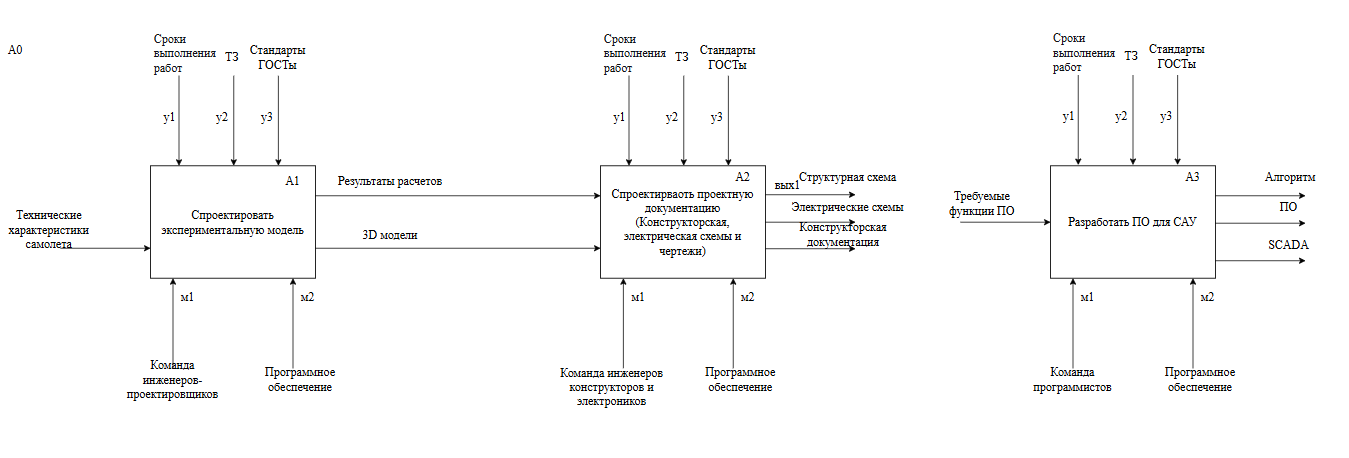 А0
Сроки
выполнения
работ
ТЗ
Стандарты
ГОСТы
у1
у2
у3
А1
Спроектировать
экспериментальную модель
Технические
характеристики
самолета
м1
м2
Команда
инженеров-
проектировщиков
Программное
обеспечение
Результаты расчетов
3D модели
Сроки
выполнения
работ
ТЗ
Стандарты
ГОСТы
у1
у2
у3
А2
Спроектирваоть проектную
документацию
(Конструкторская,
электрическая схемы и
чертежи)
м1
м2
Команда инженеров
конструкторов и
электроников
Программное
обеспечение
вых1
Структурная схема
Электрические схемы
Конструкторская
документация
Сроки
выполнения
работ
ТЗ
Стандарты
ГОСТы
у1
у2
у3
А3
Разработать ПО для САУ
Требуемые
функции ПО
м1
м2
Команда
программистов
Программное
обеспечение
Алгоритм
ПО
SCADA